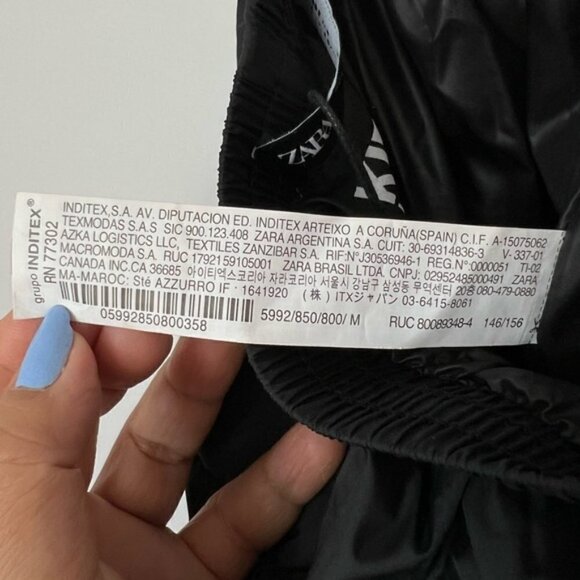 ZARA
grupo INDITEX®
RN 77302
INDITEX,S.A. AV. DIPUTACION ED. INDITEX ARTEIXO A CORUÑA(SPAIN) C.I.F. A-15075062
TEXMODAS S.A.S SIC 900.123.408 ZARA ARGENTINA S.A. CUIT: 30-69314836-3 V-337-01
AZKA LOGISTICS LLC, TEXTILES ZANZIBAR S.A. RIF:N°J30536946-1 REG.N°:0000051 TI-02
MACROMODA S.A. RUC 1792159105001 ZARA BRASIL LTDA. CNPJ: 02952485000491 ZARA
CANADA INC.CA 36685 아이티엑스코리아 자라코리아 서울시 강남구 삼성동 무역센터 20층 080-479-0880
MA-MAROC: Sté AZZURRO IF - 1641920 (株) ITXジャパン 03-6415-8061
05992850800358 5992/850/800/ M RUC 80089348-4 146/156